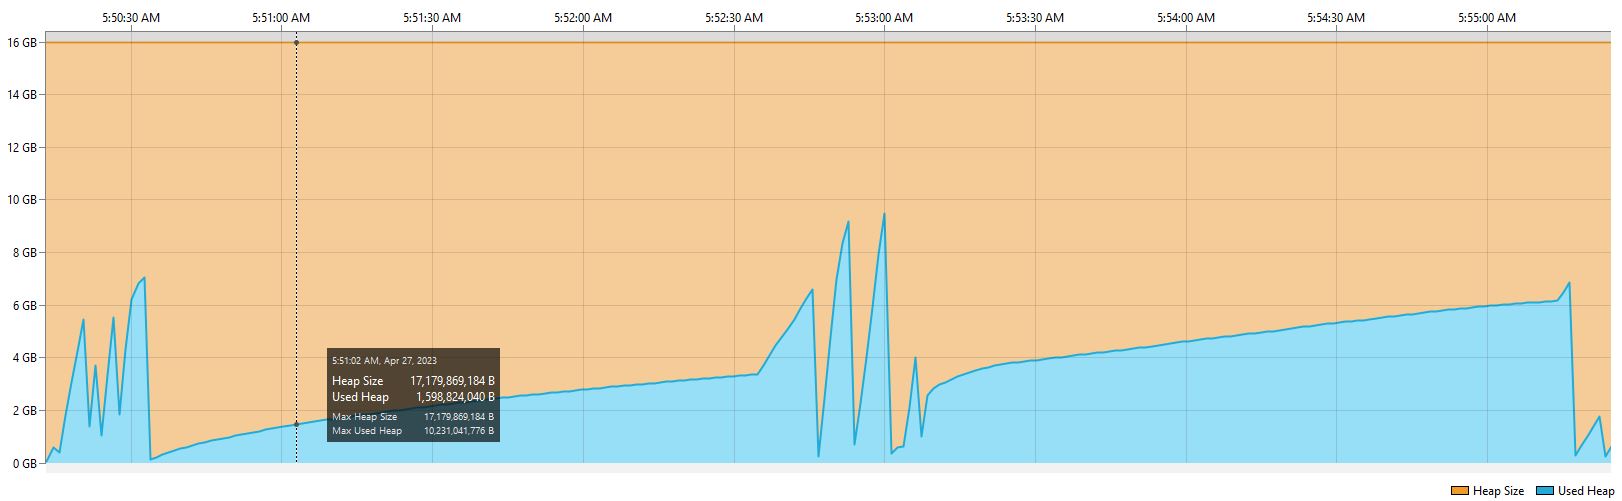 5:50:30 AM 5:51:00 AM 5:51:30 AM 5:52:00 AM 5:52:30 AM 5:53:00 AM 5:53:30 AM 5:54:00 AM 5:54:30 AM 5:55:00 AM
16 GB
14 GB
12 GB
10 GB
8 GB
6 GB
4 GB
5:51:02 AM, Apr 27, 2023
Heap Size 17,179,869,184 B
Used Heap 1,598,824,040 B
Max Heap Size 17,179,869,184 B
Max Used Heap 10,231,041,776 B
2 GB
0 GB
Heap Size Used Heap